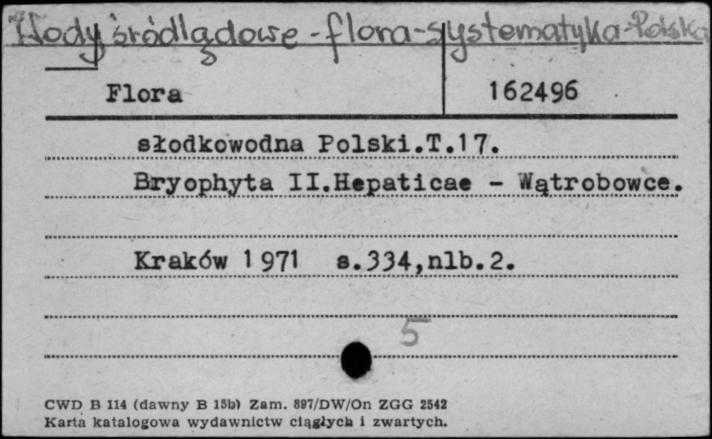 Wody śródlądowe - flora - systematyka - Polska
Flora 162496
słodkowodna Polski.T.17.
Bryophyta II.Hepaticae - Wątrobowce.
Kraków 1971 s.334,nlb.2.
5
CWD B 114 (dawny B 15b) Zam. 897/DW/On ZGG 2542
Karta katalogowa wydawnictw ciągłych i zwartych.